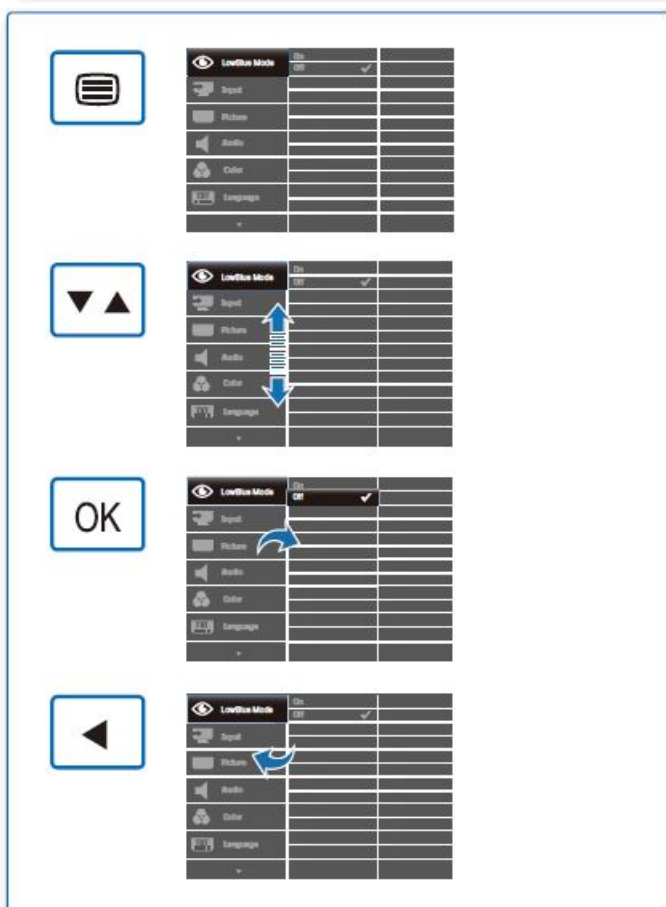 LowBlue Mode
On
Off
Input
Picture
Audio
Color
Language
LowBlue Mode
On
Off
Input
Picture
Audio
Color
Language
OK
LowBlue Mode
On
Off
Input
Picture
Audio
Color
Language
LowBlue Mode
On
Off
Input
Picture
Audio
Color
Language